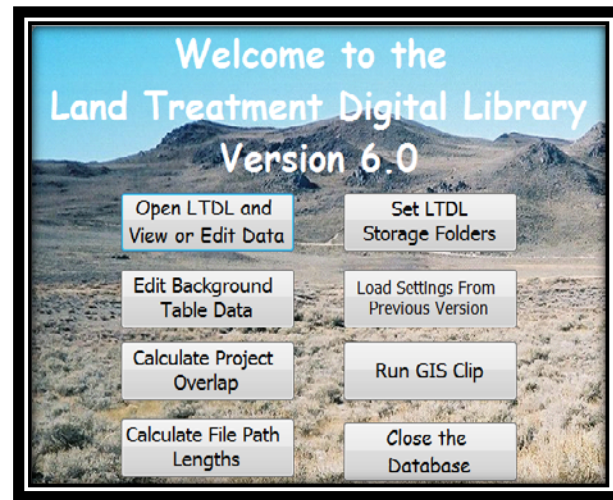 Welcome to the
Land Treatment Digital Library
Version 6.0
Open LTDL and
View or Edit Data
Set LTDL
Storage Folders
Edit Background
Table Data
Load Settings From
Previous Version
Calculate Project
Overlap
Run GIS Clip
Calculate File Path
Lengths
Close the
Database